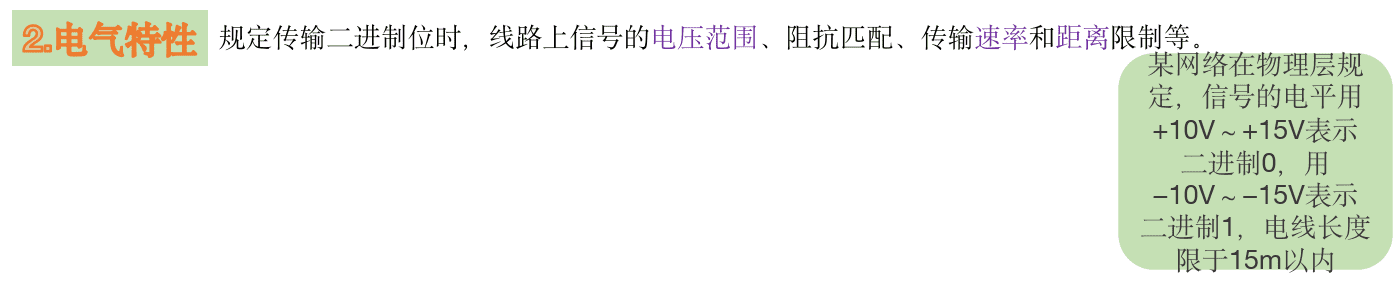 2.电气特性 规定传输二进制位时，线路上信号的电压范围、阻抗匹配、传输速率和距离限制等。
某网络在物理层规
定，信号的电平用
+10V～+15V表示
二进制0，用
−10V～−15V表示
二进制1，电线长度
限于15m以内